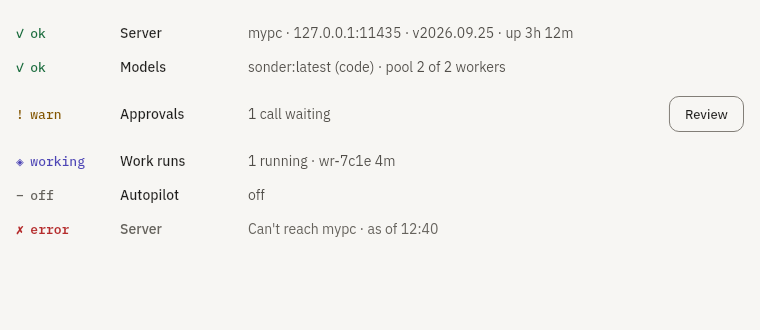 ✓ ok Server mypc · 127.0.0.1:11435 · v2026.09.25 · up 3h 12m
✓ ok Models sonder:latest (code) · pool 2 of 2 workers
! warn Approvals 1 call waiting Review
◈ working Work runs 1 running · wr-7c1e 4m
– off Autopilot off
✗ error Server Can't reach mypc · as of 12:40